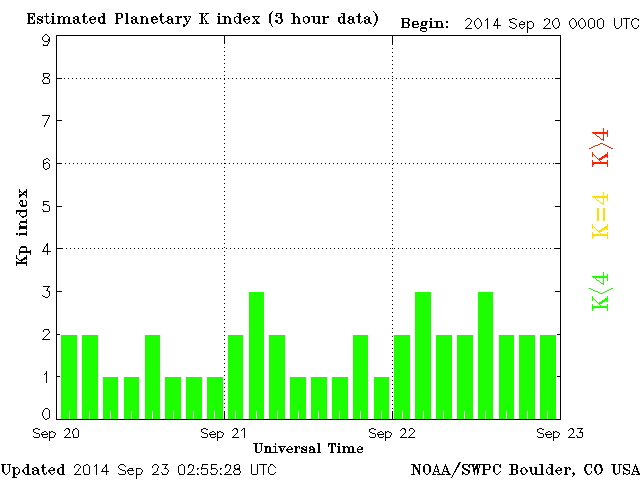 Estimated Planetary K index (3 hour data) Begin: 2014 Sep 20 0000 UTC
9
8
7
6
5
4
3
2
1
0
Kp index
K>4
K=4
K<4
Sep 20 Sep 21 Sep 22 Sep 23
Universal Time
Updated 2014 Sep 23 02:55:28 UTC NOAA/SWPC Boulder, CO USA